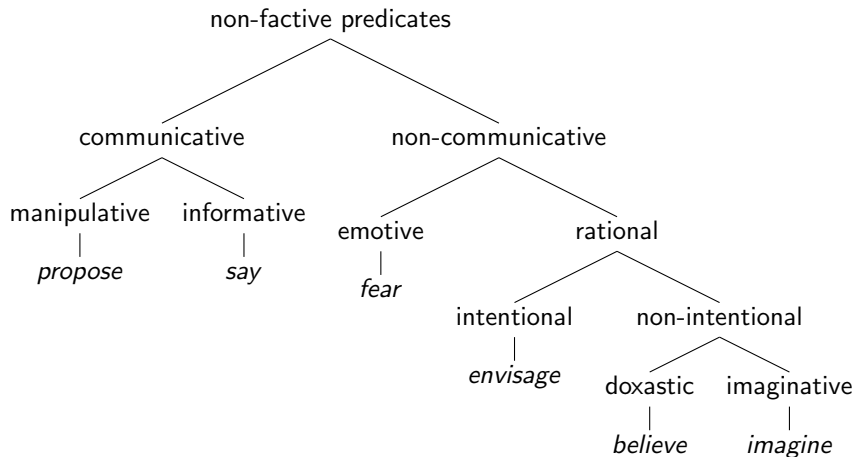 non-factive predicates
communicative non-communicative
manipulative informative
emotive rational
propose say
fear
intentional non-intentional
envisage
doxastic imaginative
believe imagine